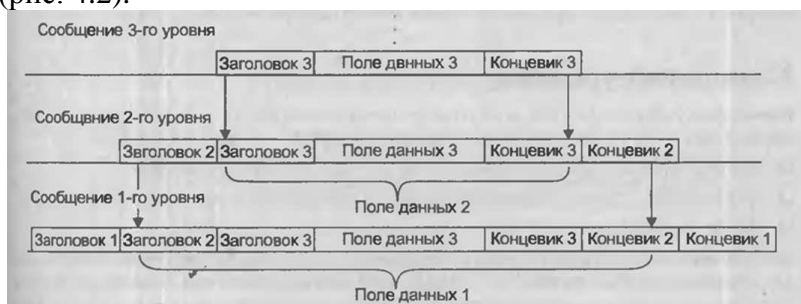 (рис. 4.2).
Сообщение 3-го уровня
Заголовок 3 Поле двнных 3 Концевик 3
Сообщвние 2-го уровня
Звголовок 2 Заголовок 3 Поле данных 3 Концевик 3 Концевик 2
Поле данных 2
Сообщение 1-го уровня
Заголовок 1 Заголовок 2 Заголовок 3 Поле данных 3 Концевик 3 Концевик 2 Концевик 1
Поле данных 1